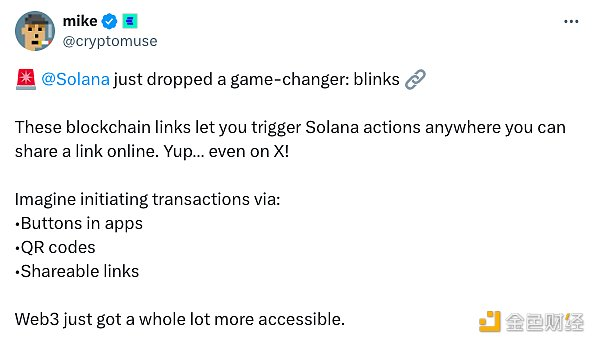 mike
@cryptomuse
🚨 @Solana just dropped a game-changer: blinks 🔗
These blockchain links let you trigger Solana actions anywhere you can
share a link online. Yup... even on X!
Imagine initiating transactions via:
•Buttons in apps
•QR codes
•Shareable links
Web3 just got a whole lot more accessible.
金色财经